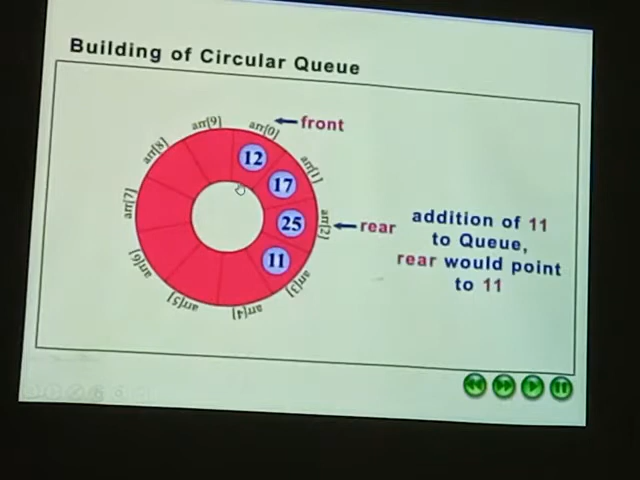 Building of Circular Queue
arr[9]
arr[0]
front
arr[8]
arr[1]
12
17
arr[7]
25
arr[2]
rear
11
arr[6]
arr[3]
arr[5]
arr[4]
addition of 11
to Queue,
rear would point
to 11